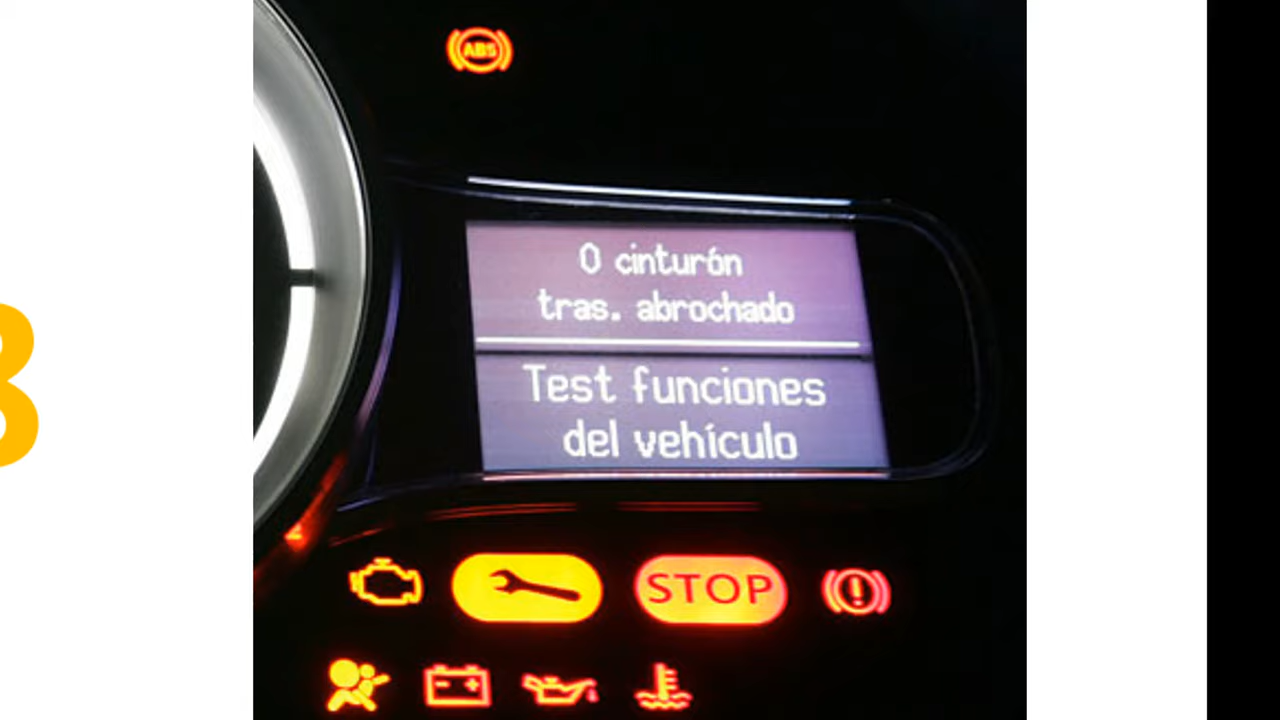 ABS
0 cinturón
tras. abrochado
Test funciones
del vehículo
STOP